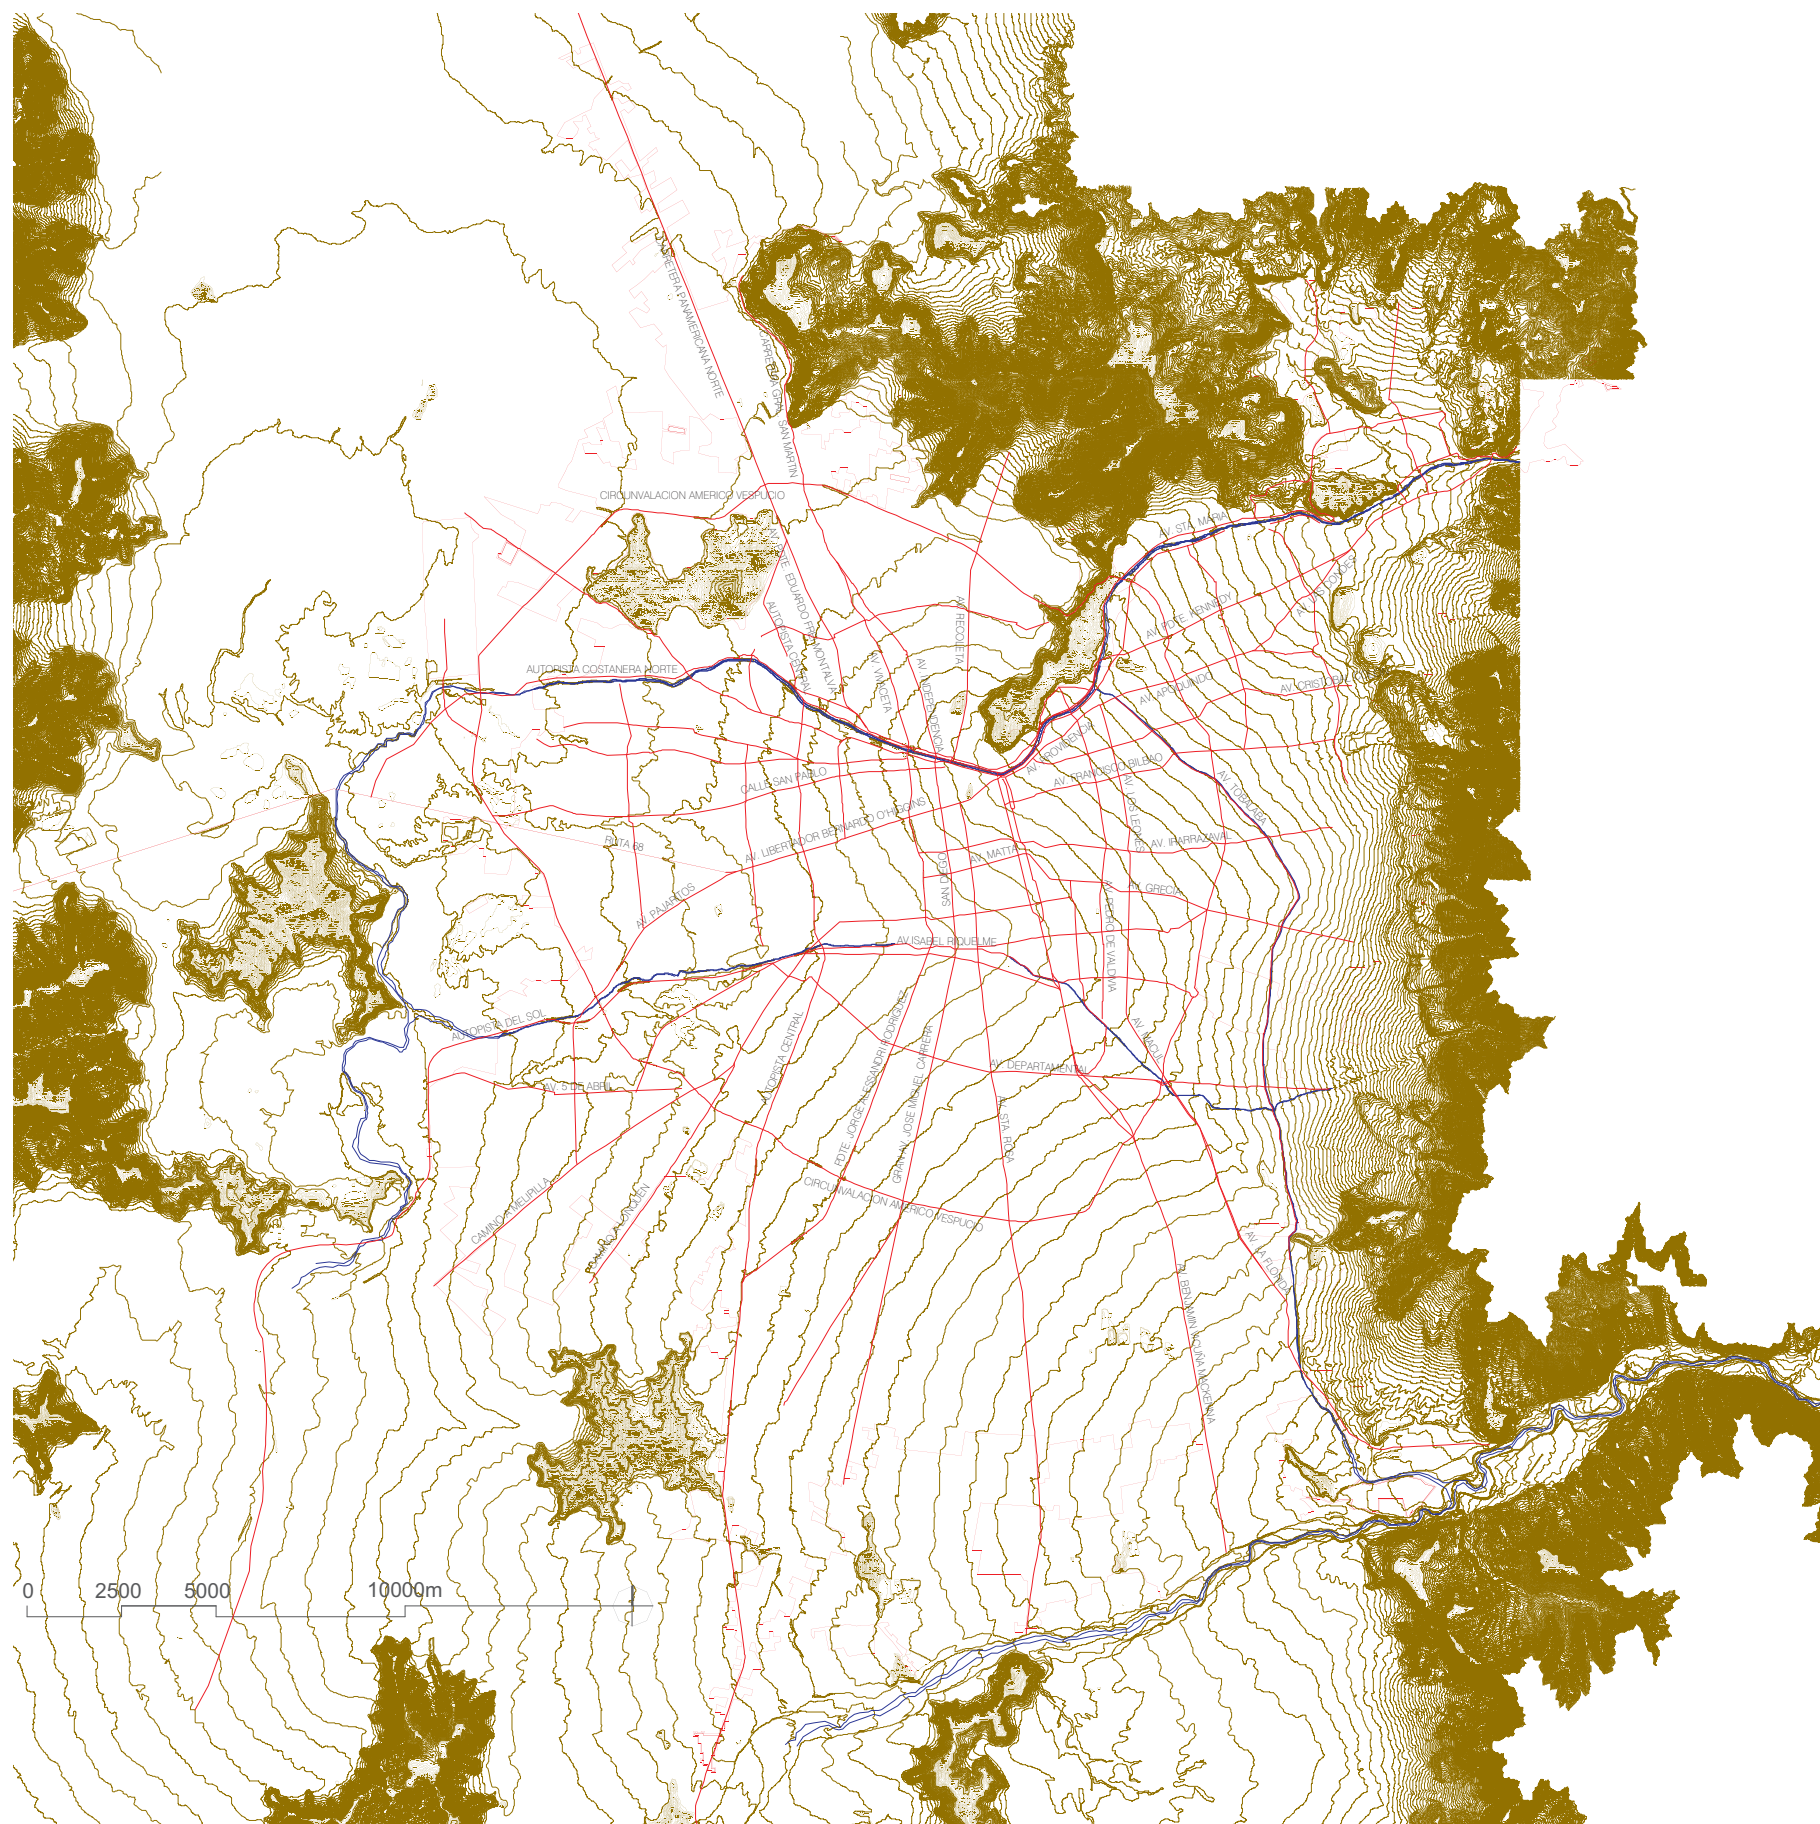 CARRETERA PANAMERICANA NORTE
CARRETERA GRAL. SAN MARTIN
CIRCUNVALACION AMERICO VESPUCIO
AV. STA. MARIA
AV. PDTE. EDUARDO FREI MONTALVA
AUTOPISTA CENTRAL
AV. RECOLETA
AV. PDTE. KENNEDY
AV. LAS CONDES
AUTOPISTA COSTANERA NORTE
AV. VIVACETA
AV. INDEPENDENCIA
AV. APOQUINDO
AV. CRISTOBAL
AV. PROVIDENCIA
AV. FRANCISCO BILBAO
AV. TOBALABA
CALLE SAN PABLO
AV. LOS LEONES
AV. LIBERTADOR BERNARDO O'HIGGINS
RUTA 68
AV. IRARRAZAVAL
AV. MATTA
SAN DIEGO
AV. GRECIA
AV. PEDRO DE VALDIVIA
AV. PAJARITOS
AV.ISABEL RIQUELME
AUTOPISTA DEL SOL
AUTOPISTA CENTRAL
PDTE. JORGE ALESSANDRI RODRIGUEZ
GRAN AV. JOSE MIGUEL CARRERA
AV. MACUL
AV. DEPARTAMENTAL
AV. 5 DE ABRIL
AV. STA. ROSA
CAMINO A MELIPILLA
CAMINO A LONQUEN
CIRCUNVALACION AMERICO VESPUCIO
AV. LA FLORIDA
AV. BENJAMIN VICUÑA MACKENNA
0 2500 5000 10000m